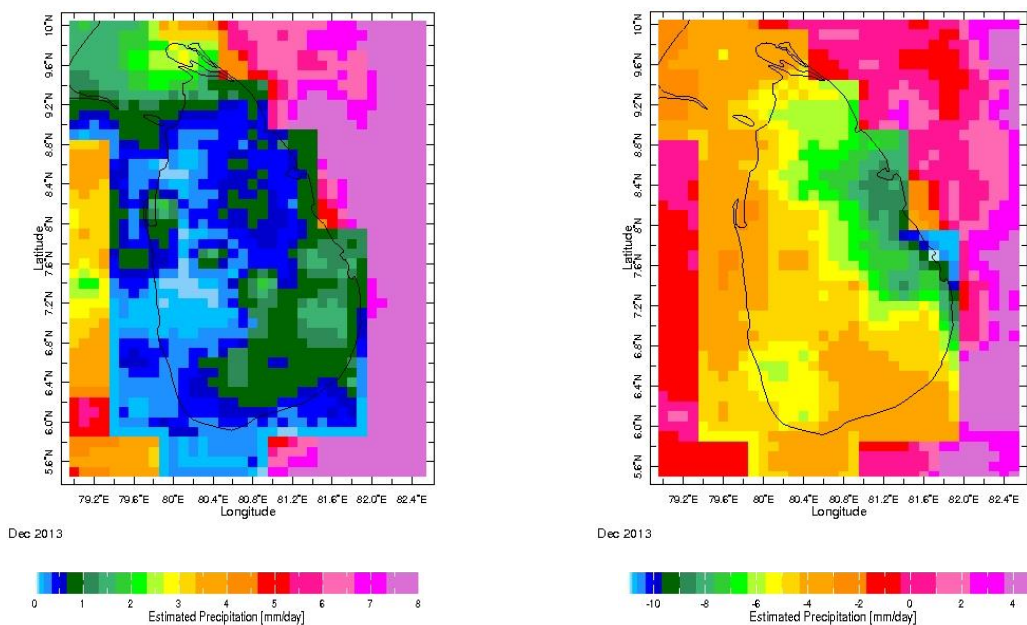 10°N
9.6°N
9.2°N
8.8°N
8.4°N
8°N
7.6°N
7.2°N
6.8°N
6.4°N
6.0°N
5.6°N
Latitude
79.2°E 79.6°E 80°E 80.4°E 80.8°E 81.2°E 81.6°E 82.0°E 82.4°E
Longitude
Dec 2013
0 1 2 3 4 5 6 7 8
Estimated Precipitation [mm/day]
10°N
9.6°N
9.2°N
8.8°N
8.4°N
8°N
7.6°N
7.2°N
6.8°N
6.4°N
6.0°N
5.6°N
Latitude
79.2°E 79.6°E 80°E 80.4°E 80.8°E 81.2°E 81.6°E 82.0°E 82.4°E
Longitude
Dec 2013
-10 -8 -6 -4 -2 0 2 4
Estimated Precipitation [mm/day]